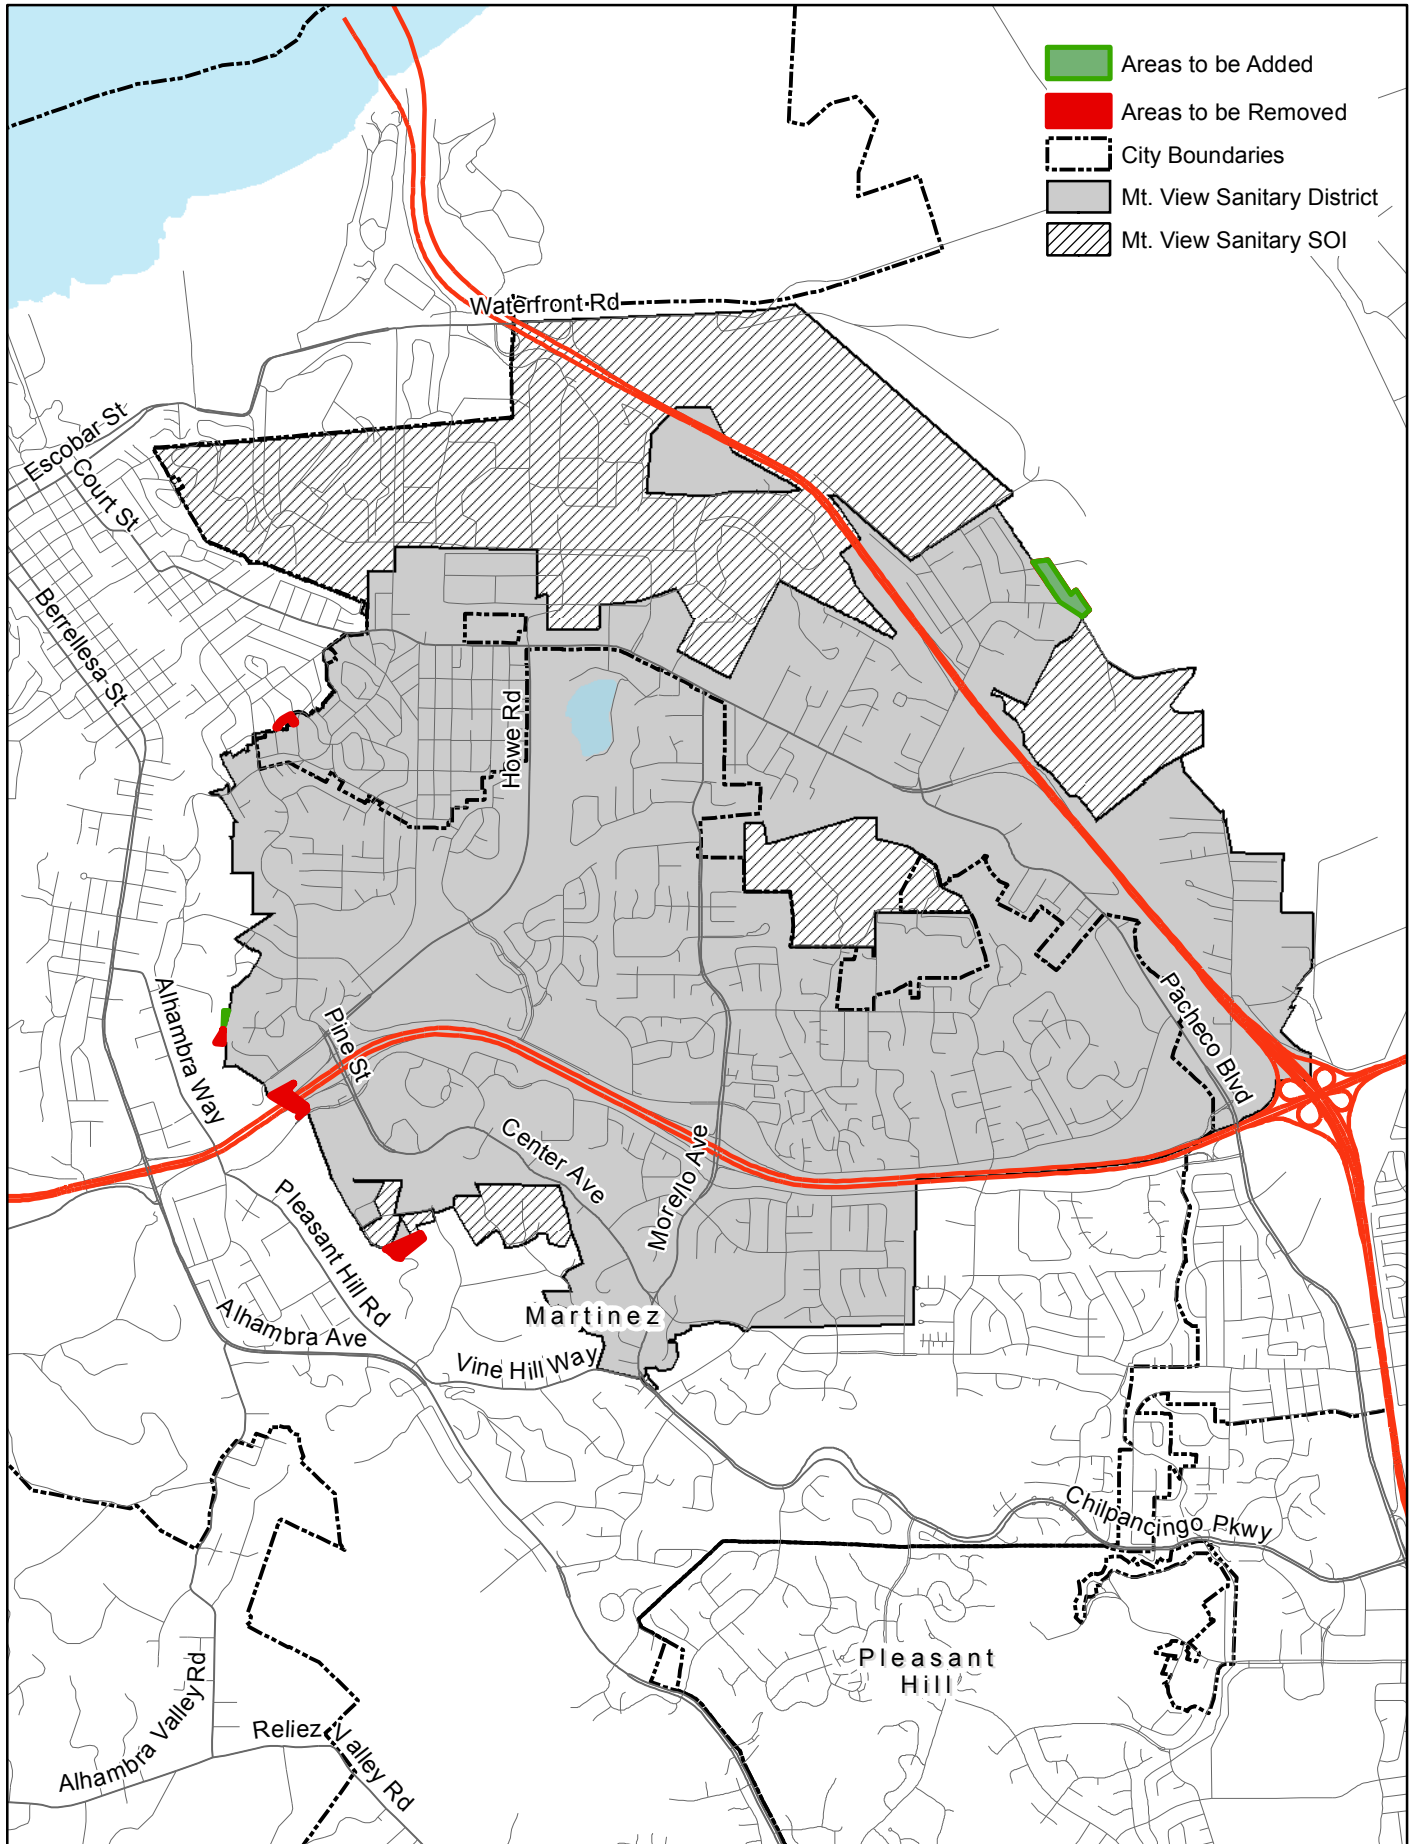 Areas to be Added
Areas to be Removed
City Boundaries
Mt. View Sanitary District
Mt. View Sanitary SOI
Waterfront Rd
Escobar St
Court St
Berrellesa St
Howe Rd
Alhambra Way
Pine St
Pacheco Blvd
Center Ave
Morello Ave
Pleasant Hill Rd
Martinez
Alhambra Ave
Vine Hill Way
Chilpancingo Pkwy
Pleasant
Hill
Alhambra Valley Rd
Reliez Valley Rd